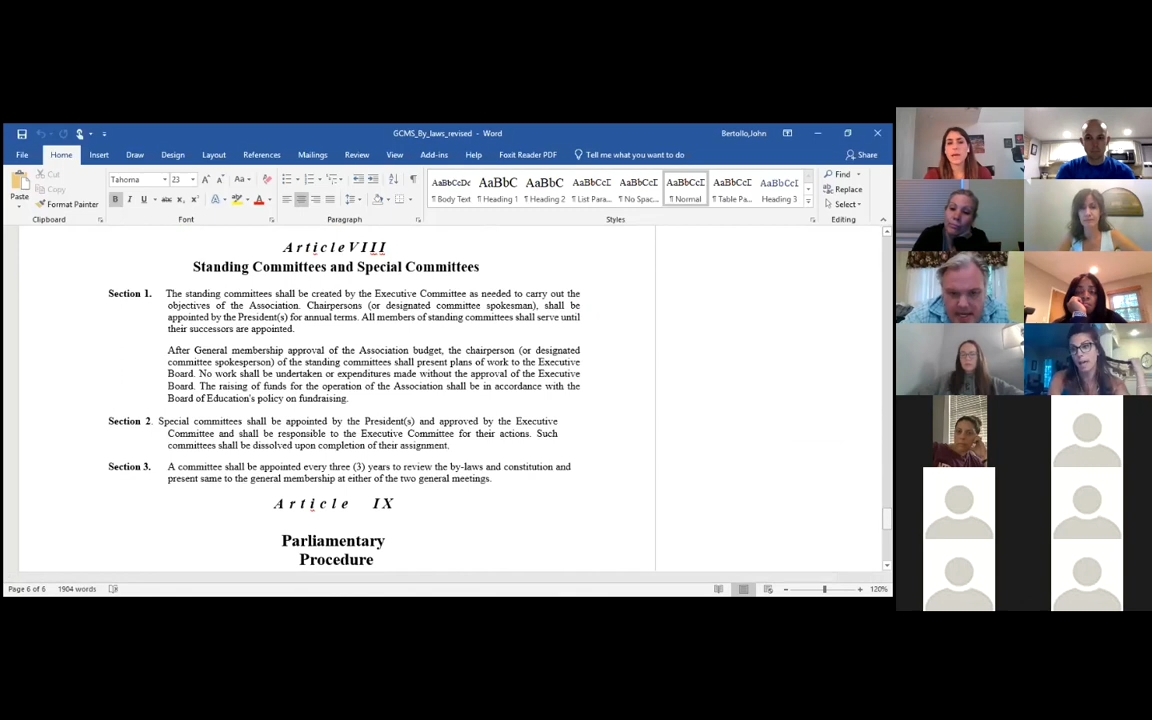 GCMS_By_laws_revised - Word
Bertollo,John
File Home Insert Draw Design Layout References Mailings Review View Add-ins Help Foxit Reader PDF Tell me what you want to do Share
Paste
Cut
Copy
Format Painter
Clipboard
Tahoma 23
Font
Paragraph
AaBbCcDc AaBbC AaBbC AaBbCcI AaBbCcI AaBbCcI AaBbCcI AaBbCcI
¶ Body Text ¶ Heading 1 ¶ Heading 2 ¶ List Para... ¶ No Spac... ¶ Normal ¶ Table Pa... Heading 3
Styles
Find
Replace
Select
Editing
Article VIII
Standing Committees and Special Committees
Section 1. The standing committees shall be created by the Executive Committee as needed to carry out the
objectives of the Association. Chairpersons (or designated committee spokesman), shall be
appointed by the President(s) for annual terms. All members of standing committees shall serve until
their successors are appointed.
After General membership approval of the Association budget, the chairperson (or designated
committee spokesperson) of the standing committees shall present plans of work to the Executive
Board. No work shall be undertaken or expenditures made without the approval of the Executive
Board. The raising of funds for the operation of the Association shall be in accordance with the
Board of Education's policy on fundraising.
Section 2. Special committees shall be appointed by the President(s) and approved by the Executive
Committee and shall be responsible to the Executive Committee for their actions. Such
committees shall be dissolved upon completion of their assignment.
Section 3. A committee shall be appointed every three (3) years to review the by-laws and constitution and
present same to the general membership at either of the two general meetings.
Article IX
Parliamentary
Procedure
Page 6 of 6 1904 words 120%